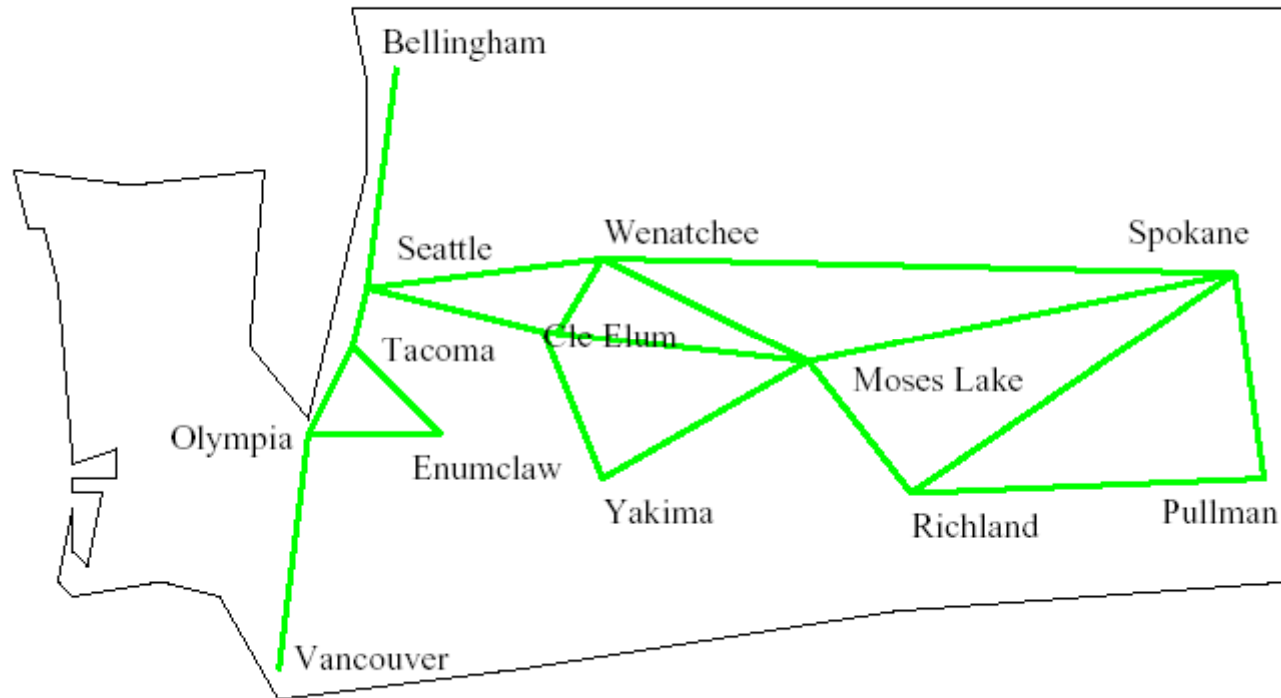 Bellingham
Seattle
Wenatchee
Spokane
Cle Elum
Tacoma
Moses Lake
Olympia
Enumclaw
Yakima
Richland
Pullman
Vancouver